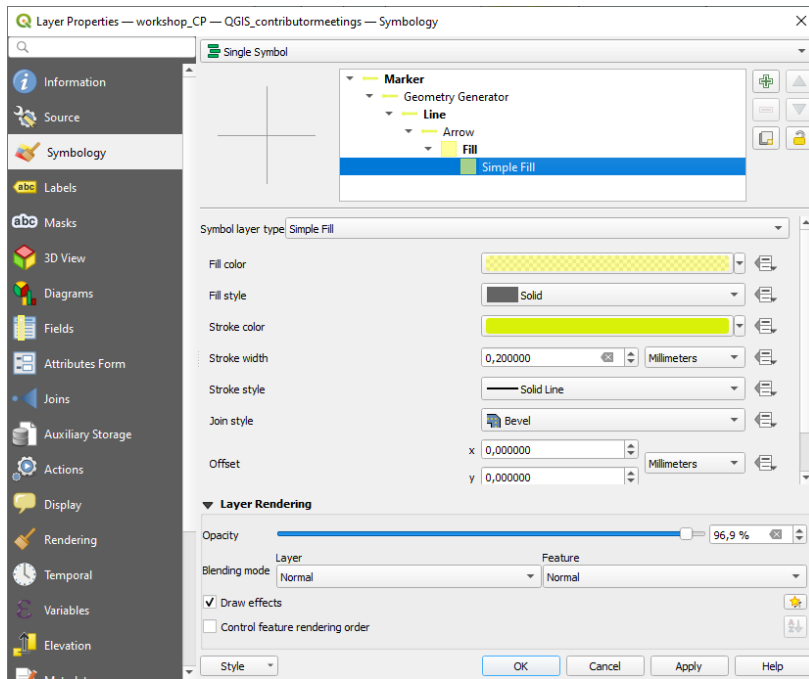 Layer Properties — workshop_CP — QGIS_contributormeetings — Symbology
Information
Source
Symbology
abc Labels
abc Masks
3D View
Diagrams
Fields
Attributes Form
Joins
Auxiliary Storage
Actions
Display
Rendering
Temporal
Variables
Elevation
Single Symbol
Marker
Geometry Generator
Line
Arrow
Fill
Simple Fill
Symbol layer type Simple Fill
Fill color
Fill style Solid
Stroke color
Stroke width 0,200000 Millimeters
Stroke style Solid Line
Join style Bevel
x 0,000000
Offset Millimeters
y 0,000000
Layer Rendering
Opacity 96,9 %
Layer Feature
Blending mode Normal Normal
Draw effects
Control feature rendering order
Style OK Cancel Apply Help